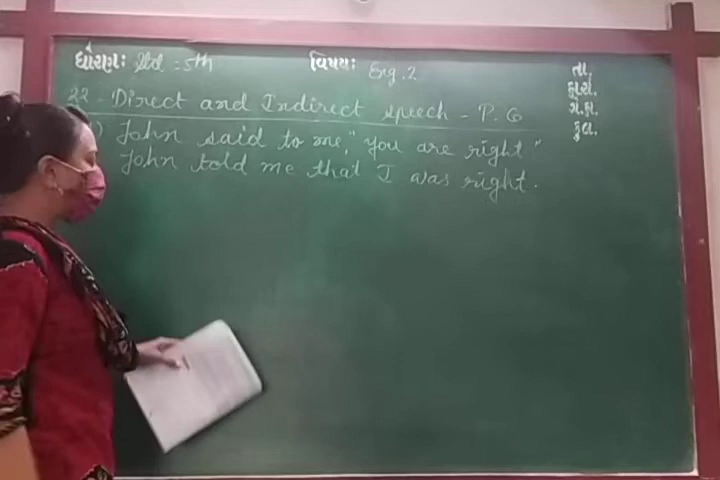 ધોરણ: Std : 5th
વિષય: Eng. 2
તા.
કુ.સં.
ગે.હા.
કુલ.
22 - Direct and Indirect speech - P. G
) John said to me, "you are right"
John told me that I was right.